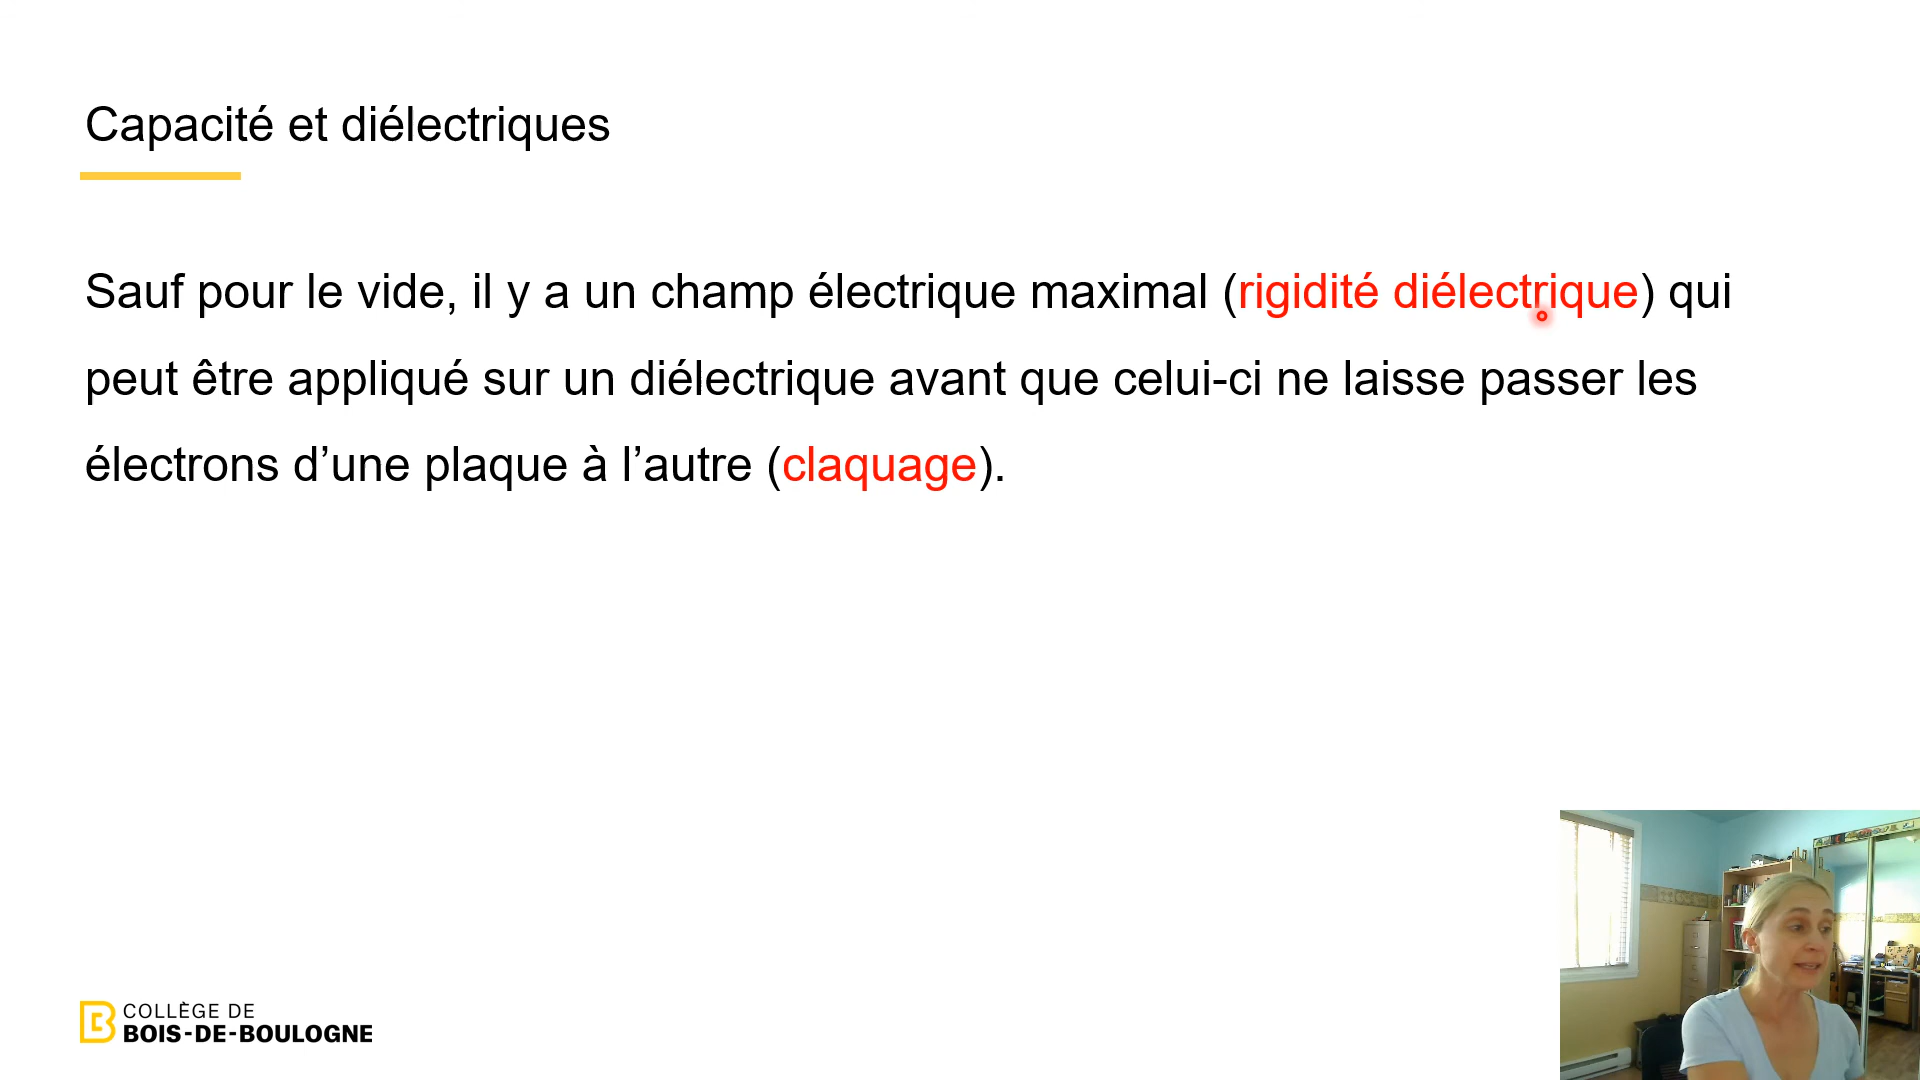 Capacité et diélectriques
Sauf pour le vide, il y a un champ électrique maximal (rigidité diélectrique) qui
peut être appliqué sur un diélectrique avant que celui-ci ne laisse passer les
électrons d’une plaque à l’autre (claquage).
COLLÈGE DE
BOIS-DE-BOULOGNE